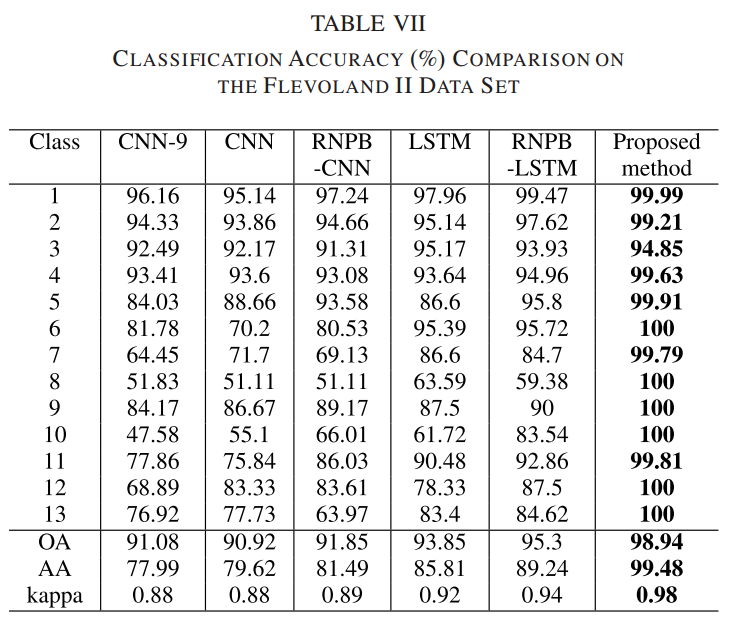 TABLE VII
CLASSIFICATION ACCURACY (%) COMPARISON ON
THE FLEVOLAND II DATA SET
Class CNN-9 CNN RNPB LSTM RNPB Proposed
-CNN -LSTM method
1 96.16 95.14 97.24 97.96 99.47 99.99
2 94.33 93.86 94.66 95.14 97.62 99.21
3 92.49 92.17 91.31 95.17 93.93 94.85
4 93.41 93.6 93.08 93.64 94.96 99.63
5 84.03 88.66 93.58 86.6 95.8 99.91
6 81.78 70.2 80.53 95.39 95.72 100
7 64.45 71.7 69.13 86.6 84.7 99.79
8 51.83 51.11 51.11 63.59 59.38 100
9 84.17 86.67 89.17 87.5 90 100
10 47.58 55.1 66.01 61.72 83.54 100
11 77.86 75.84 86.03 90.48 92.86 99.81
12 68.89 83.33 83.61 78.33 87.5 100
13 76.92 77.73 63.97 83.4 84.62 100
OA 91.08 90.92 91.85 93.85 95.3 98.94
AA 77.99 79.62 81.49 85.81 89.24 99.48
kappa 0.88 0.88 0.89 0.92 0.94 0.98